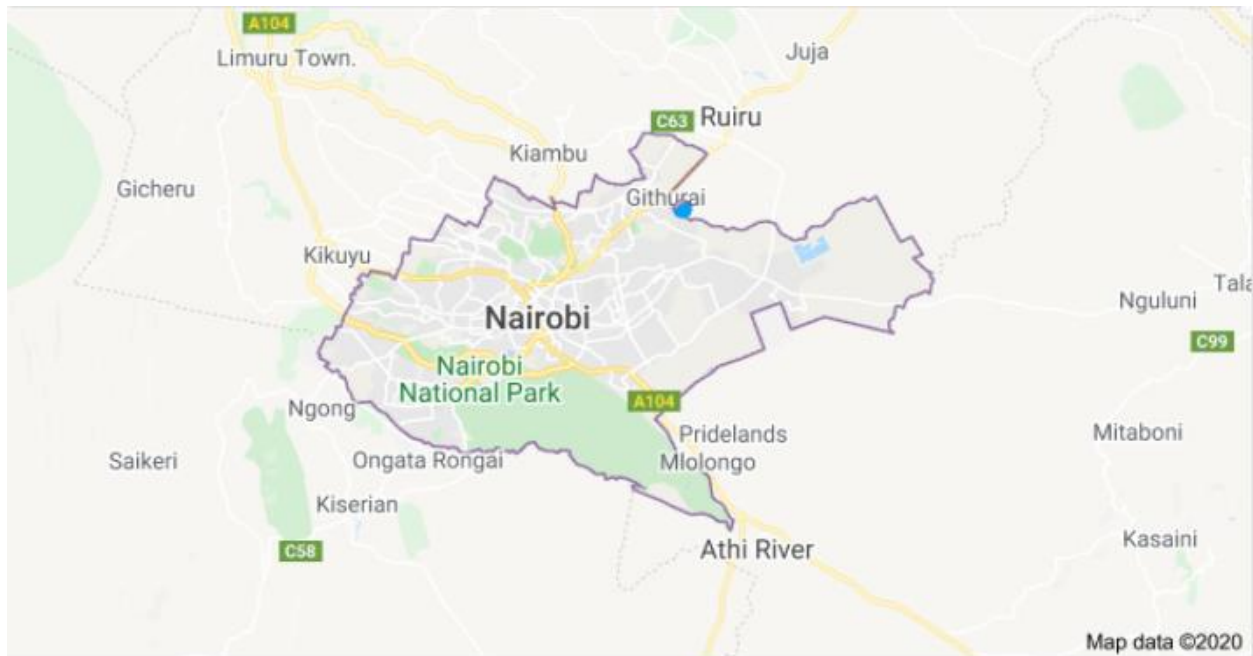 A104
Limuru Town.
Juja
C63
Ruiru
Kiambu
Gicheru
Githurai
Kikuyu
Tala
Nguluni
Nairobi
C99
Nairobi
National Park
A104
Ngong
Pridelands
Mitaboni
Saikeri
Ongata Rongai
Mlolongo
Kiserian
Kasaini
C58
Athi River
Map data ©2020